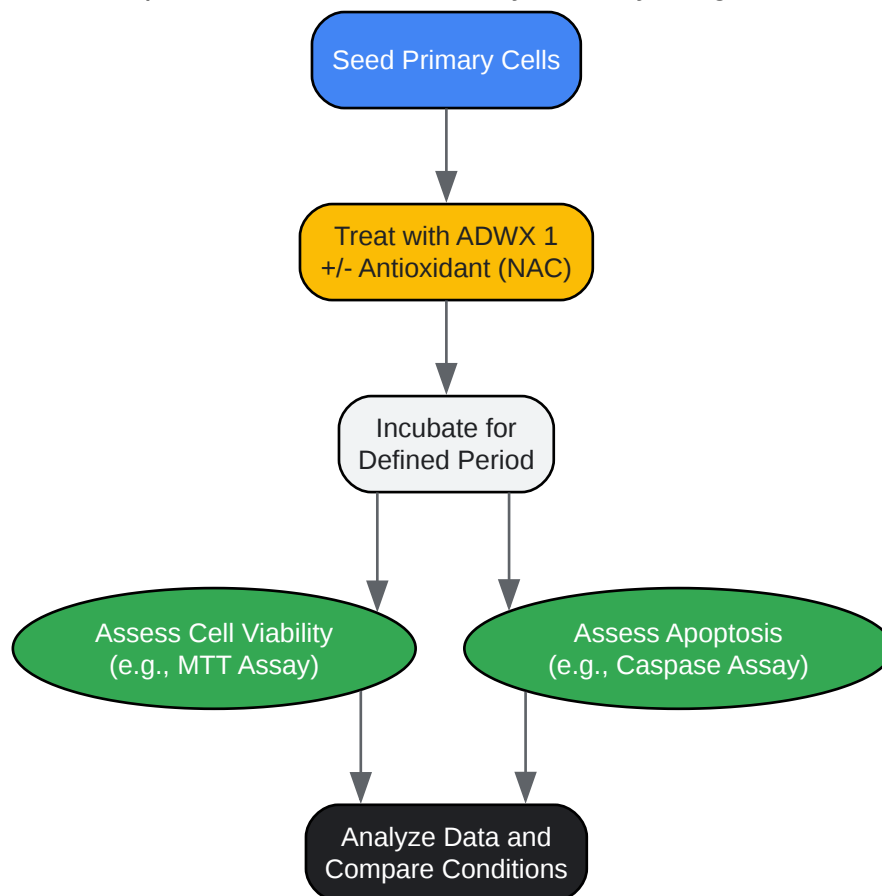 Seed Primary Cells
Treat with ADWX 1
+/- Antioxidant (NAC)
Incubate for
Defined Period
Assess Cell Viability
(e.g., MTT Assay)
Assess Apoptosis
(e.g., Caspase Assay)
Analyze Data and
Compare Conditions